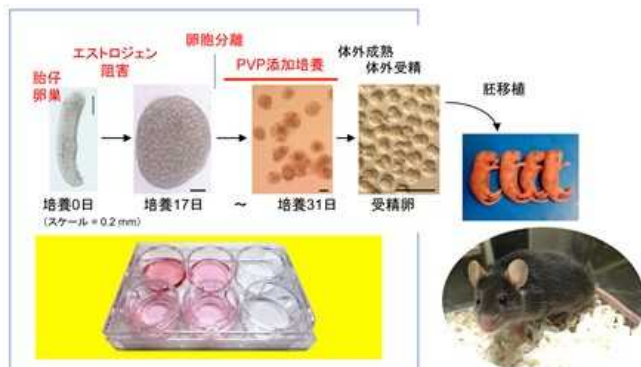 胎仔
卵巣
エストロジェン
阻害
卵胞分離
PVP添加培養
体外成熟
体外受精
胚移植
培養0日
培養17日
~
培養31日
受精卵
(スケール = 0.2 mm)